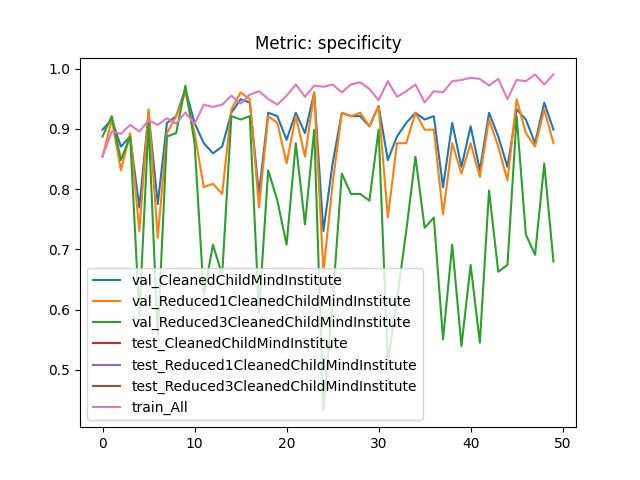 Metric: specificity
1.0
0.9
0.8
0.7
0.6
0.5
val_CleanedChildMindInstitute
val_Reduced1CleanedChildMindInstitute
val_Reduced3CleanedChildMindInstitute
test_CleanedChildMindInstitute
test_Reduced1CleanedChildMindInstitute
test_Reduced3CleanedChildMindInstitute
train_All
0 10 20 30 40 50